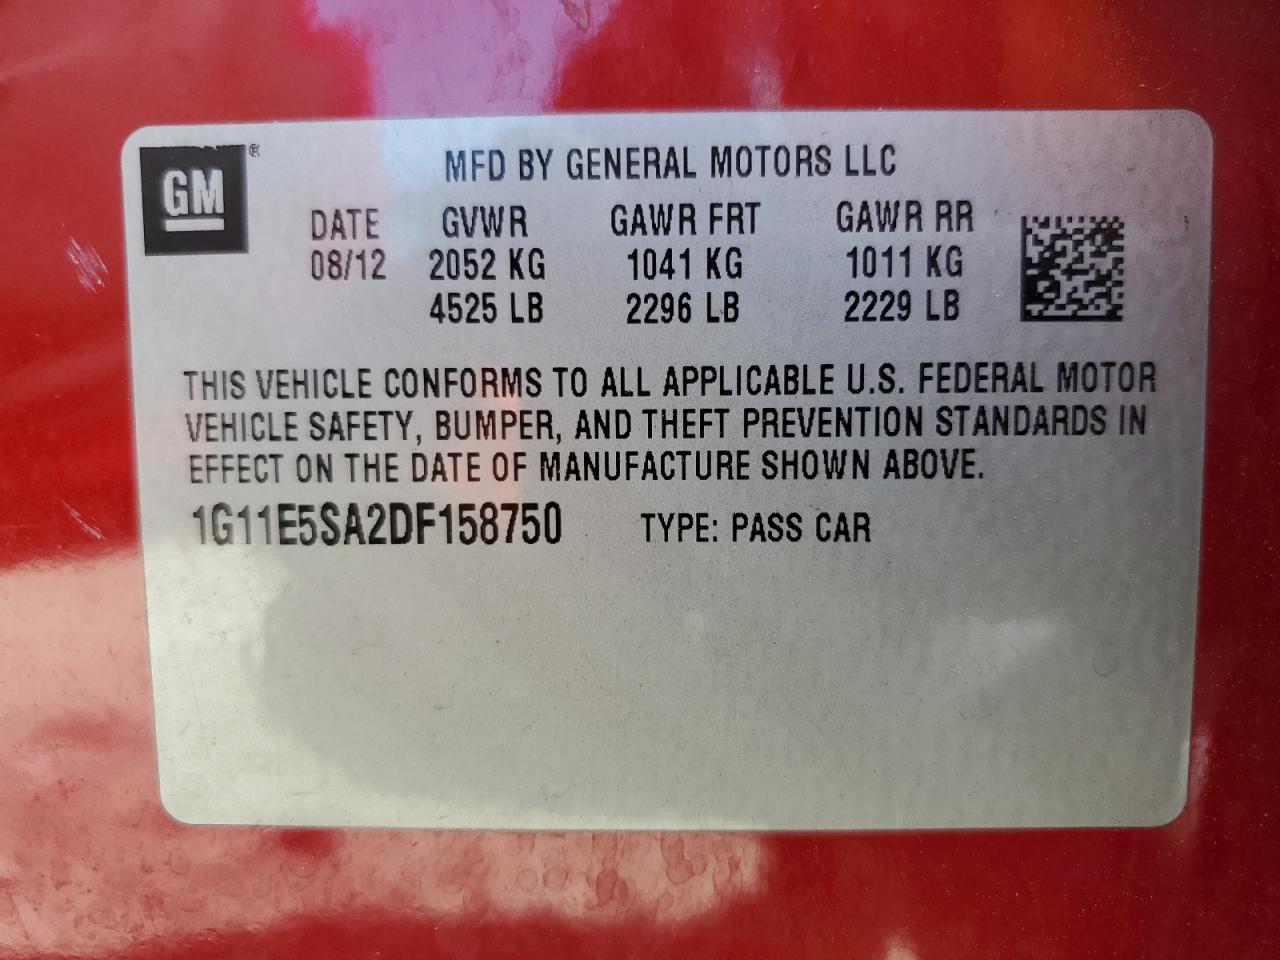 GM ®
MFD BY GENERAL MOTORS LLC
DATE GVWR GAWR FRT GAWR RR
08/12 2052 KG 1041 KG 1011 KG
4525 LB 2296 LB 2229 LB
THIS VEHICLE CONFORMS TO ALL APPLICABLE U.S. FEDERAL MOTOR
VEHICLE SAFETY, BUMPER, AND THEFT PREVENTION STANDARDS IN
EFFECT ON THE DATE OF MANUFACTURE SHOWN ABOVE.
1G11E5SA2DF158750 TYPE: PASS CAR